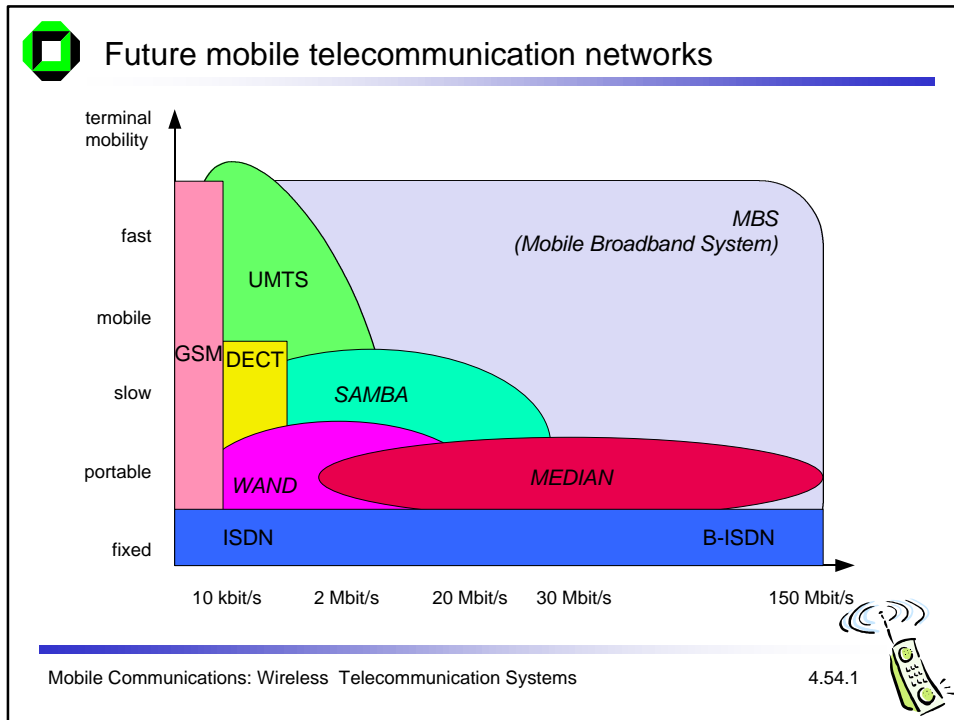 Future mobile telecommunication networks
terminal
mobility
fast
mobile
slow
portable
fixed
MBS
(Mobile Broadband System)
UMTS
GSM
DECT
SAMBA
WAND
MEDIAN
ISDN
B-ISDN
10 kbit/s
2 Mbit/s
20 Mbit/s
30 Mbit/s
150 Mbit/s
Mobile Communications: Wireless Telecommunication Systems
4.54.1